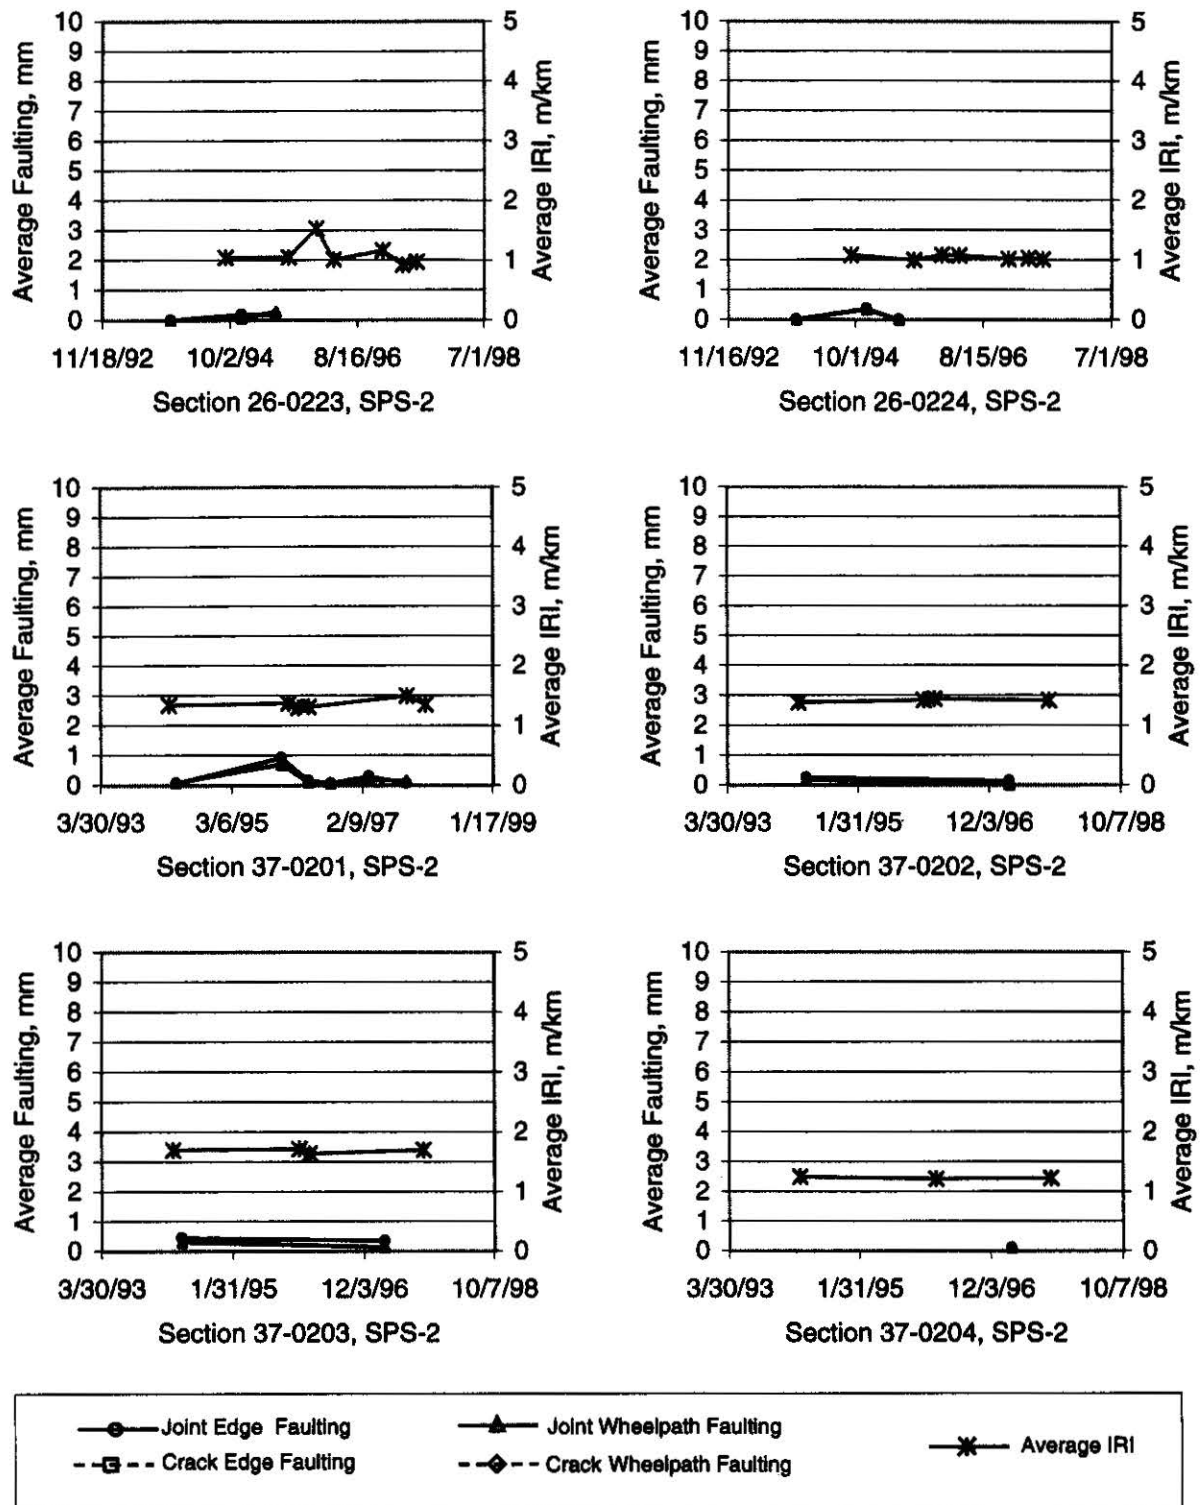 10 9 8 7 6 5 4 3 2 1 0
Average Faulting, mm
5 4 3 2 1 0
Average IRI, m/km
11/18/92 10/2/94 8/16/96 7/1/98
Section 26-0223, SPS-2
10 9 8 7 6 5 4 3 2 1 0
Average Faulting, mm
5 4 3 2 1 0
Average IRI, m/km
11/16/92 10/1/94 8/15/96 7/1/98
Section 26-0224, SPS-2
10 9 8 7 6 5 4 3 2 1 0
Average Faulting, mm
5 4 3 2 1 0
Average IRI, m/km
3/30/93 3/6/95 2/9/97 1/17/99
Section 37-0201, SPS-2
10 9 8 7 6 5 4 3 2 1 0
Average Faulting, mm
5 4 3 2 1 0
Average IRI, m/km
3/30/93 1/31/95 12/3/96 10/7/98
Section 37-0202, SPS-2
10 9 8 7 6 5 4 3 2 1 0
Average Faulting, mm
5 4 3 2 1 0
Average IRI, m/km
3/30/93 1/31/95 12/3/96 10/7/98
Section 37-0203, SPS-2
10 9 8 7 6 5 4 3 2 1 0
Average Faulting, mm
5 4 3 2 1 0
Average IRI, m/km
3/30/93 1/31/95 12/3/96 10/7/98
Section 37-0204, SPS-2
Joint Edge Faulting
Joint Wheelpath Faulting
Crack Edge Faulting
Crack Wheelpath Faulting
Average IRI